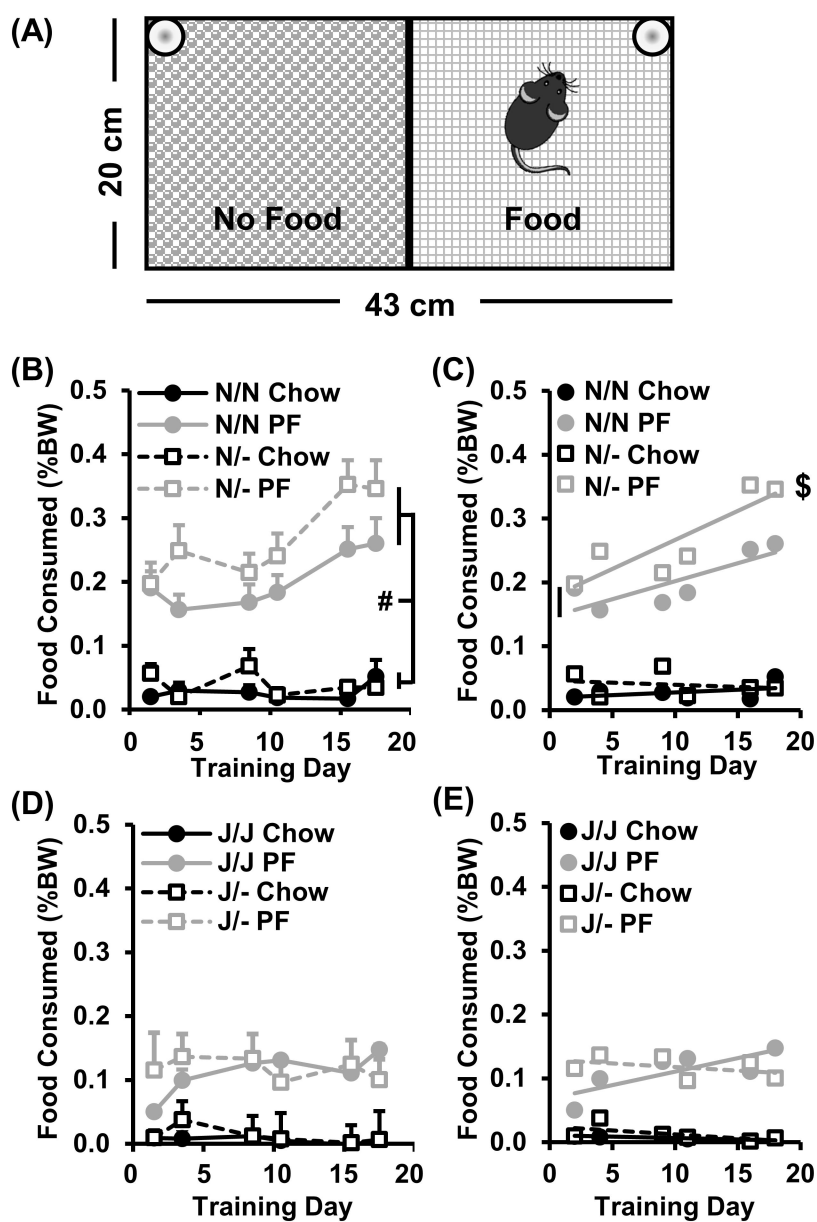 (A)
20 cm
No Food
Food
43 cm
(B)
Food Consumed (%BW)
0.5
0.4
0.3
0.2
0.1
0.0
N/N Chow
N/N PF
N/- Chow
N/- PF
#
0 5 10 15 20
Training Day
(C)
Food Consumed (%BW)
0.5
0.4
0.3
0.2
0.1
0.0
N/N Chow
N/N PF
N/- Chow
N/- PF
$
0 5 10 15 20
Training Day
(D)
Food Consumed (%BW)
0.5
0.4
0.3
0.2
0.1
0.0
J/J Chow
J/J PF
J/- Chow
J/- PF
0 5 10 15 20
Training Day
(E)
Food Consumed (%BW)
0.5
0.4
0.3
0.2
0.1
0.0
J/J Chow
J/J PF
J/- Chow
J/- PF
0 5 10 15 20
Training Day